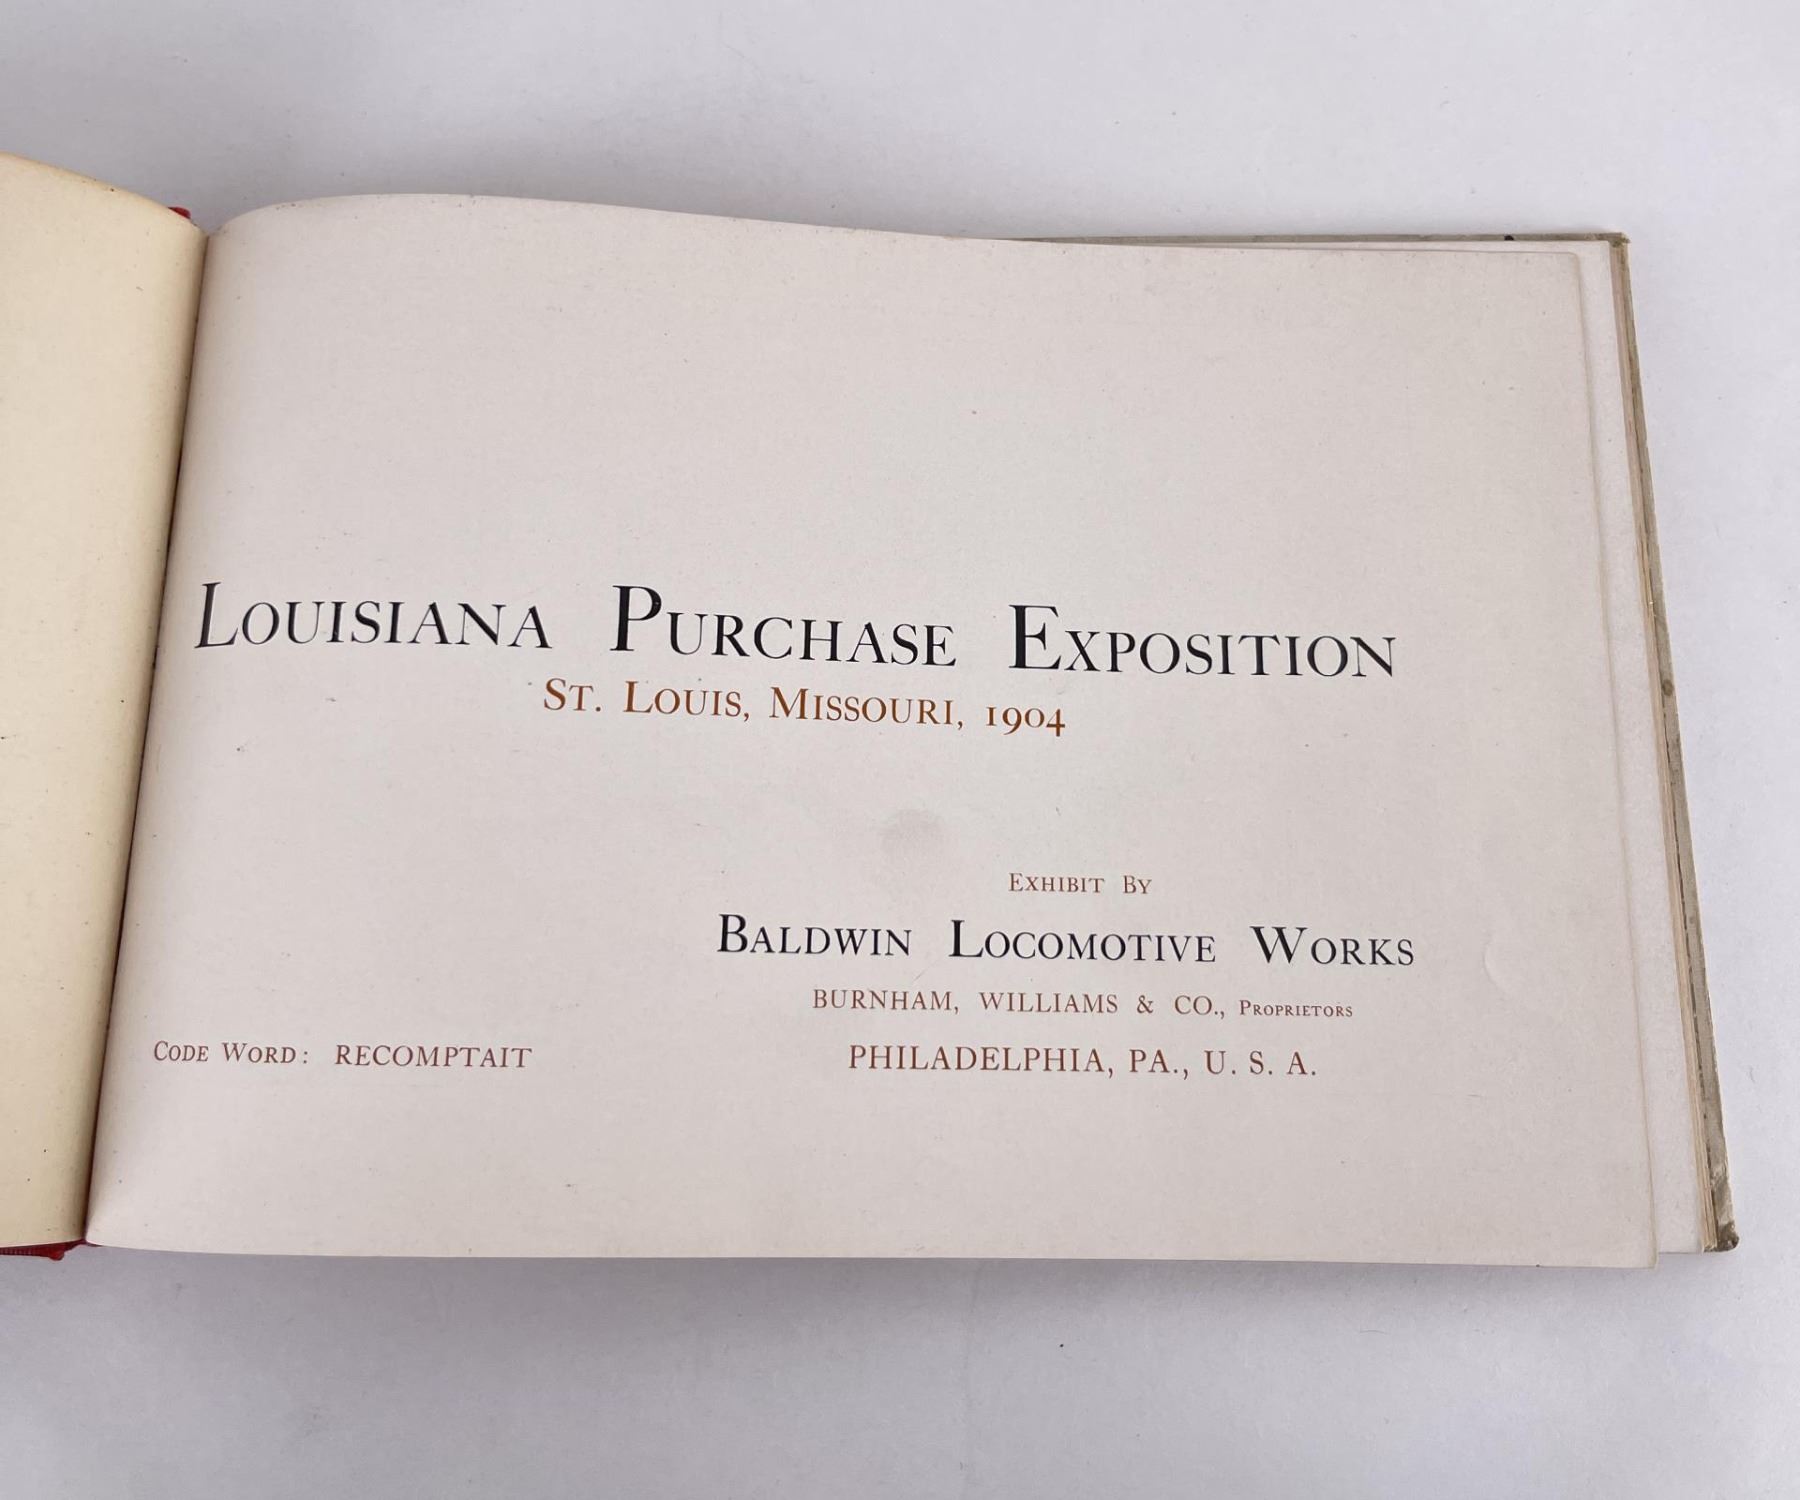 Louisiana Purchase Exposition
St. Louis, Missouri, 1904
Exhibit By
Baldwin Locomotive Works
BURNHAM, WILLIAMS & CO., Proprietors
Code Word: RECOMPTAIT
PHILADELPHIA, PA., U. S. A.